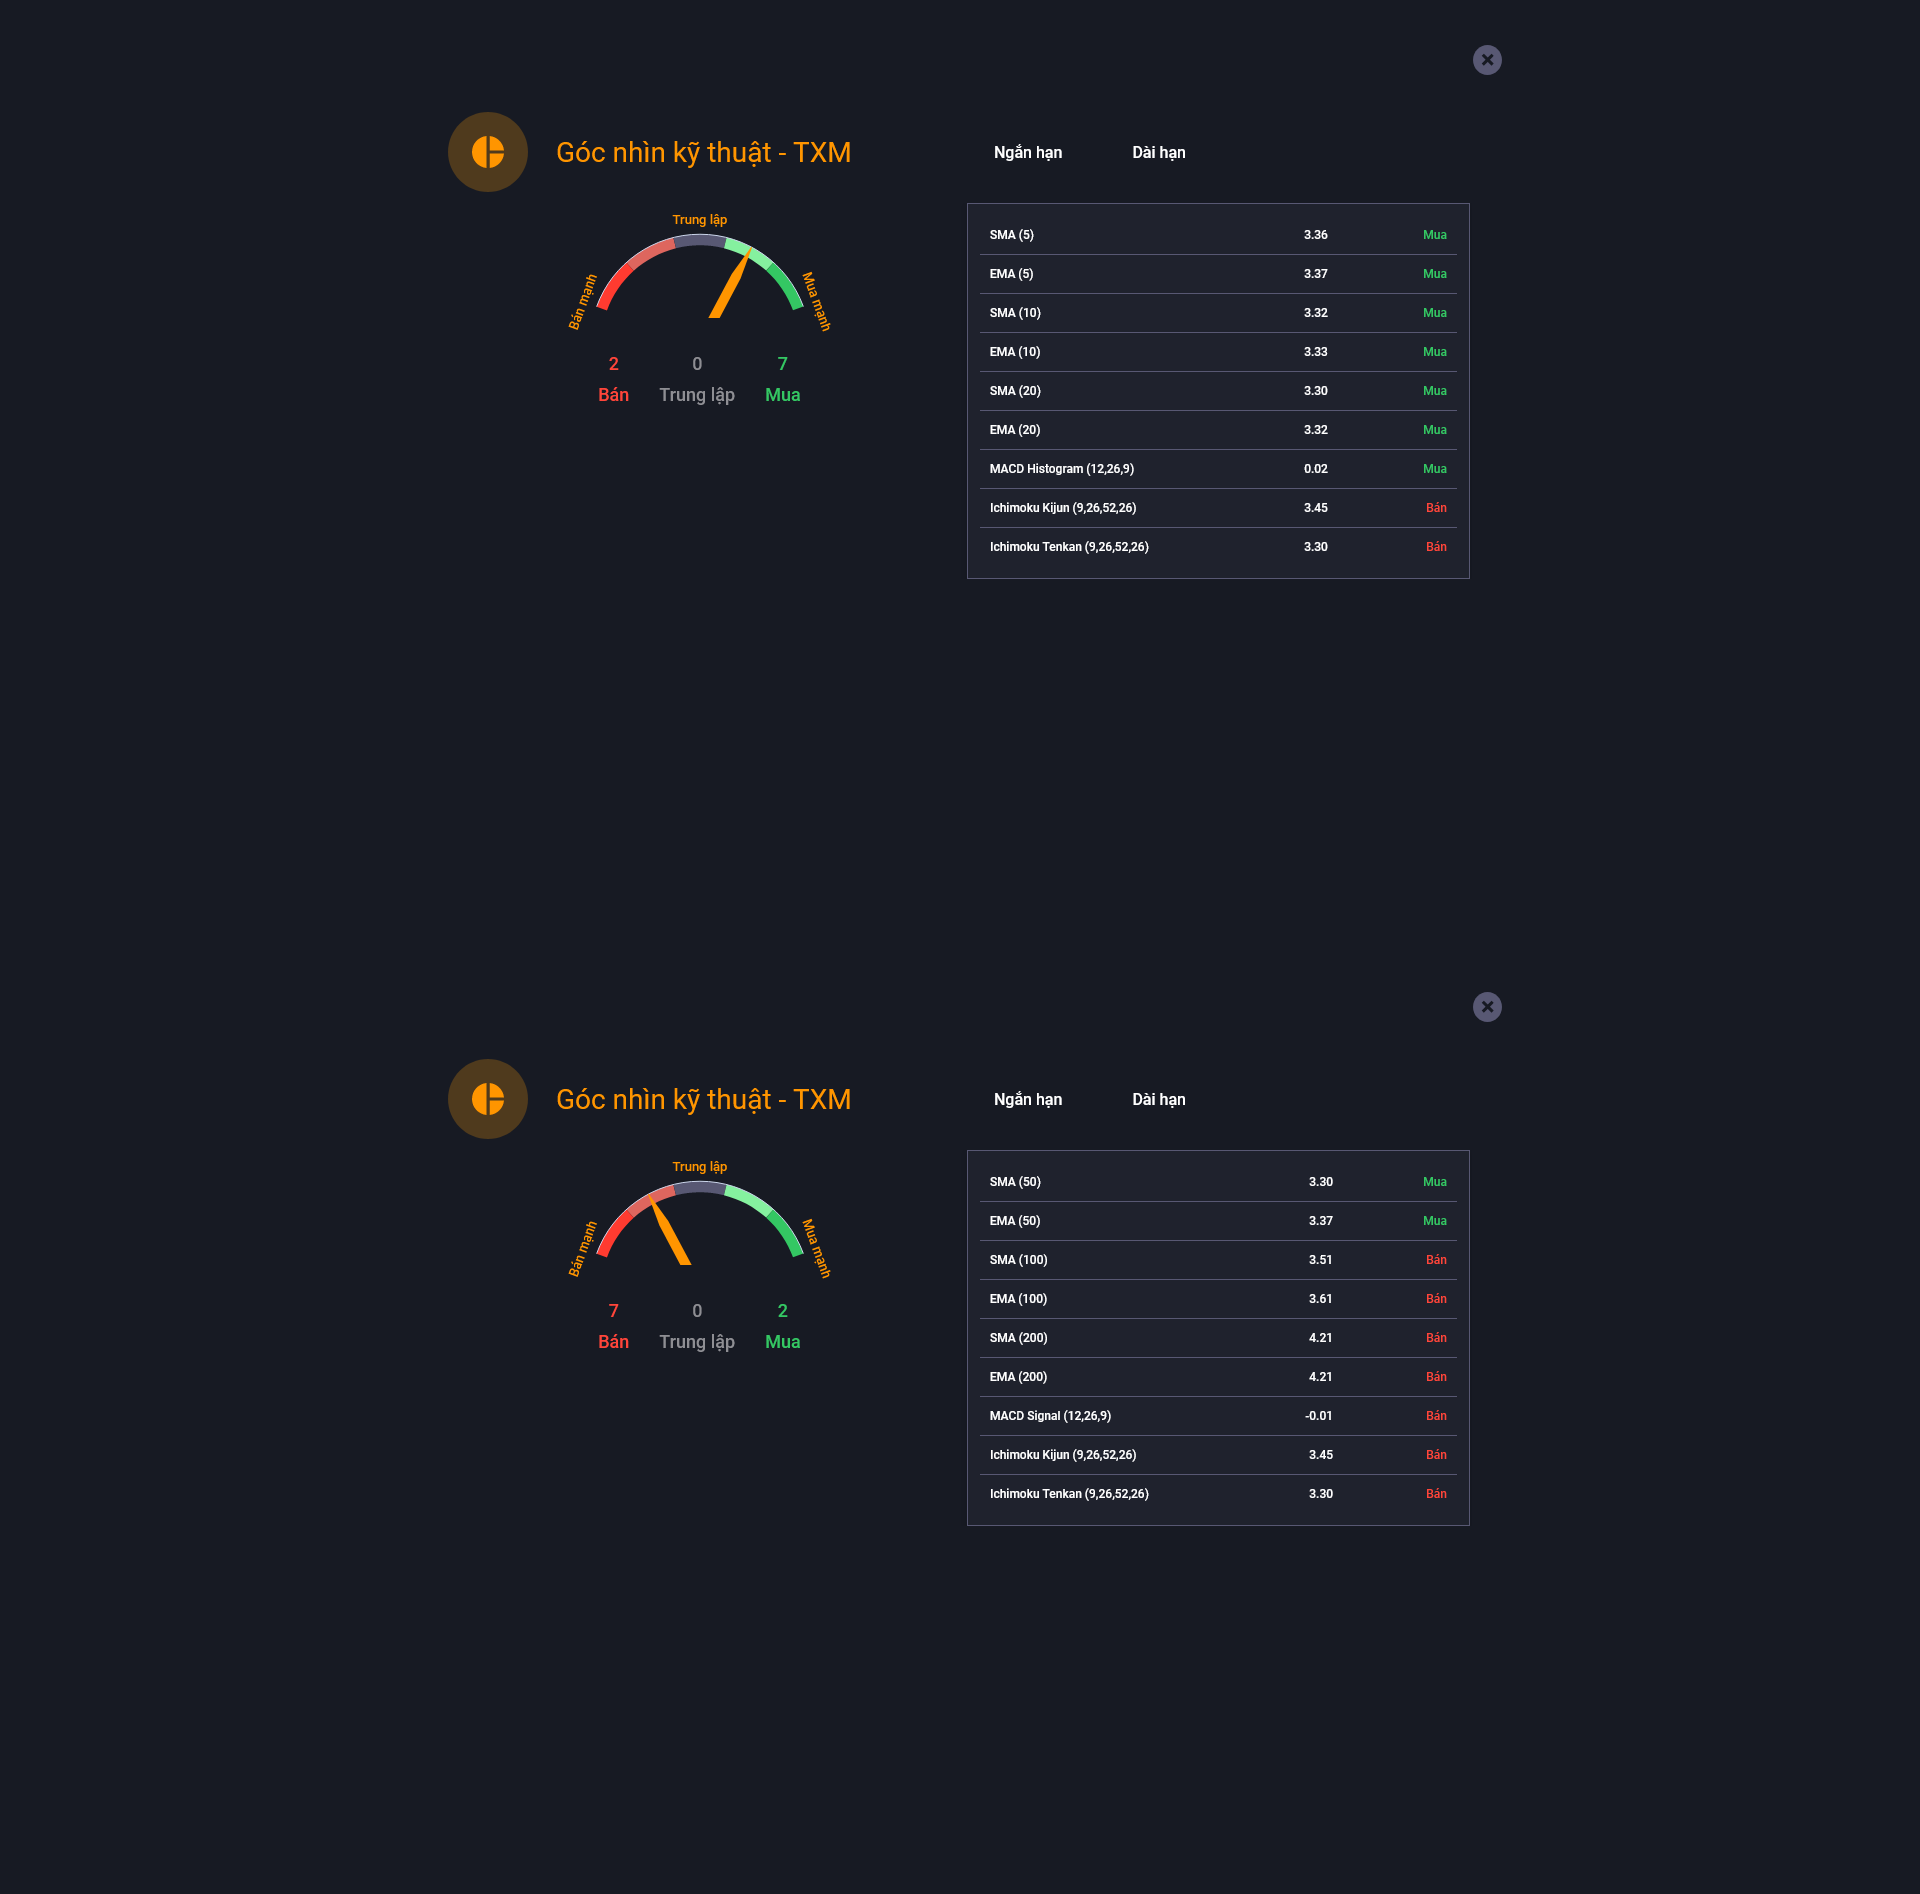 Góc nhìn kỹ thuật - TXM
Ngắn hạn Dài hạn
Trung lập
Bán mạnh
Mua mạnh
2 0 7
Bán Trung lập Mua
SMA (5) 3.36 Mua
EMA (5) 3.37 Mua
SMA (10) 3.32 Mua
EMA (10) 3.33 Mua
SMA (20) 3.30 Mua
EMA (20) 3.32 Mua
MACD Histogram (12,26,9) 0.02 Mua
Ichimoku Kijun (9,26,52,26) 3.45 Bán
Ichimoku Tenkan (9,26,52,26) 3.30 Bán
Góc nhìn kỹ thuật - TXM
Ngắn hạn Dài hạn
Trung lập
Bán mạnh
Mua mạnh
7 0 2
Bán Trung lập Mua
SMA (50) 3.30 Mua
EMA (50) 3.37 Mua
SMA (100) 3.51 Bán
EMA (100) 3.61 Bán
SMA (200) 4.21 Bán
EMA (200) 4.21 Bán
MACD Signal (12,26,9) -0.01 Bán
Ichimoku Kijun (9,26,52,26) 3.45 Bán
Ichimoku Tenkan (9,26,52,26) 3.30 Bán